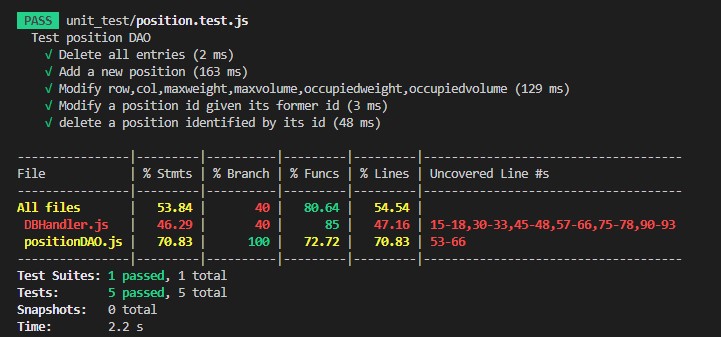 PASS unit_test/position.test.js
Test position DAO
√ Delete all entries (2 ms)
√ Add a new position (163 ms)
√ Modify row,col,maxweight,maxvolume,occupiedweight,occupiedvolume (129 ms)
√ Modify a position id given its former id (3 ms)
√ delete a position identified by its id (48 ms)
----------------|---------|----------|---------|---------|-----------------------------------
File | % Stmts | % Branch | % Funcs | % Lines | Uncovered Line #s
----------------|---------|----------|---------|---------|-----------------------------------
All files | 53.84 | 40 | 80.64 | 54.54 |
DBHandler.js | 46.29 | 40 | 85 | 47.16 | 15-18,30-33,45-48,57-66,75-78,90-93
positionDAO.js | 70.83 | 100 | 72.72 | 70.83 | 53-66
----------------|---------|----------|---------|---------|-----------------------------------
Test Suites: 1 passed, 1 total
Tests: 5 passed, 5 total
Snapshots: 0 total
Time: 2.2 s